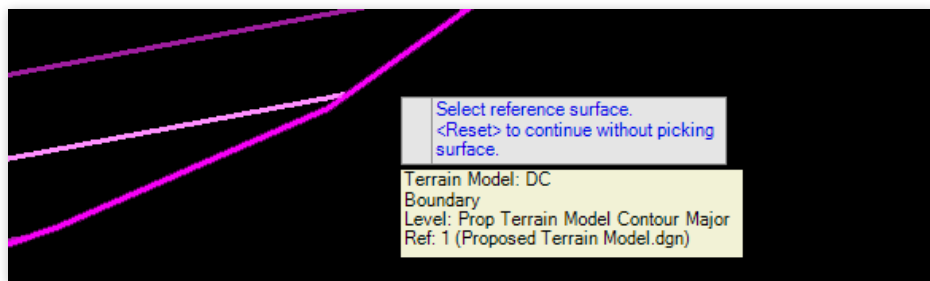 Select reference surface.
<Reset> to continue without picking
surface.
Terrain Model: DC
Boundary
Level: Prop Terrain Model Contour Major
Ref: 1 (Proposed Terrain Model.dgn)